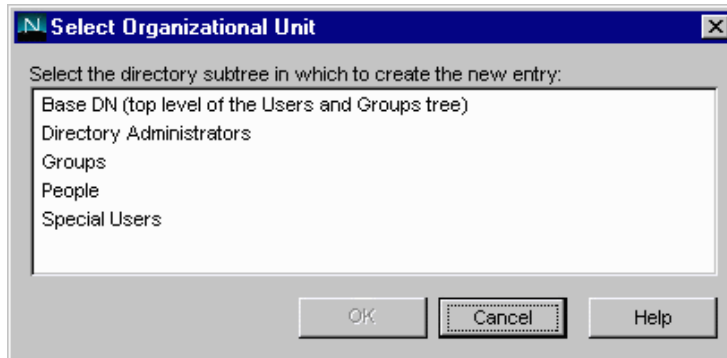 N Select Organizational Unit
Select the directory subtree in which to create the new entry:
Base DN (top level of the Users and Groups tree)
Directory Administrators
Groups
People
Special Users
OK Cancel Help